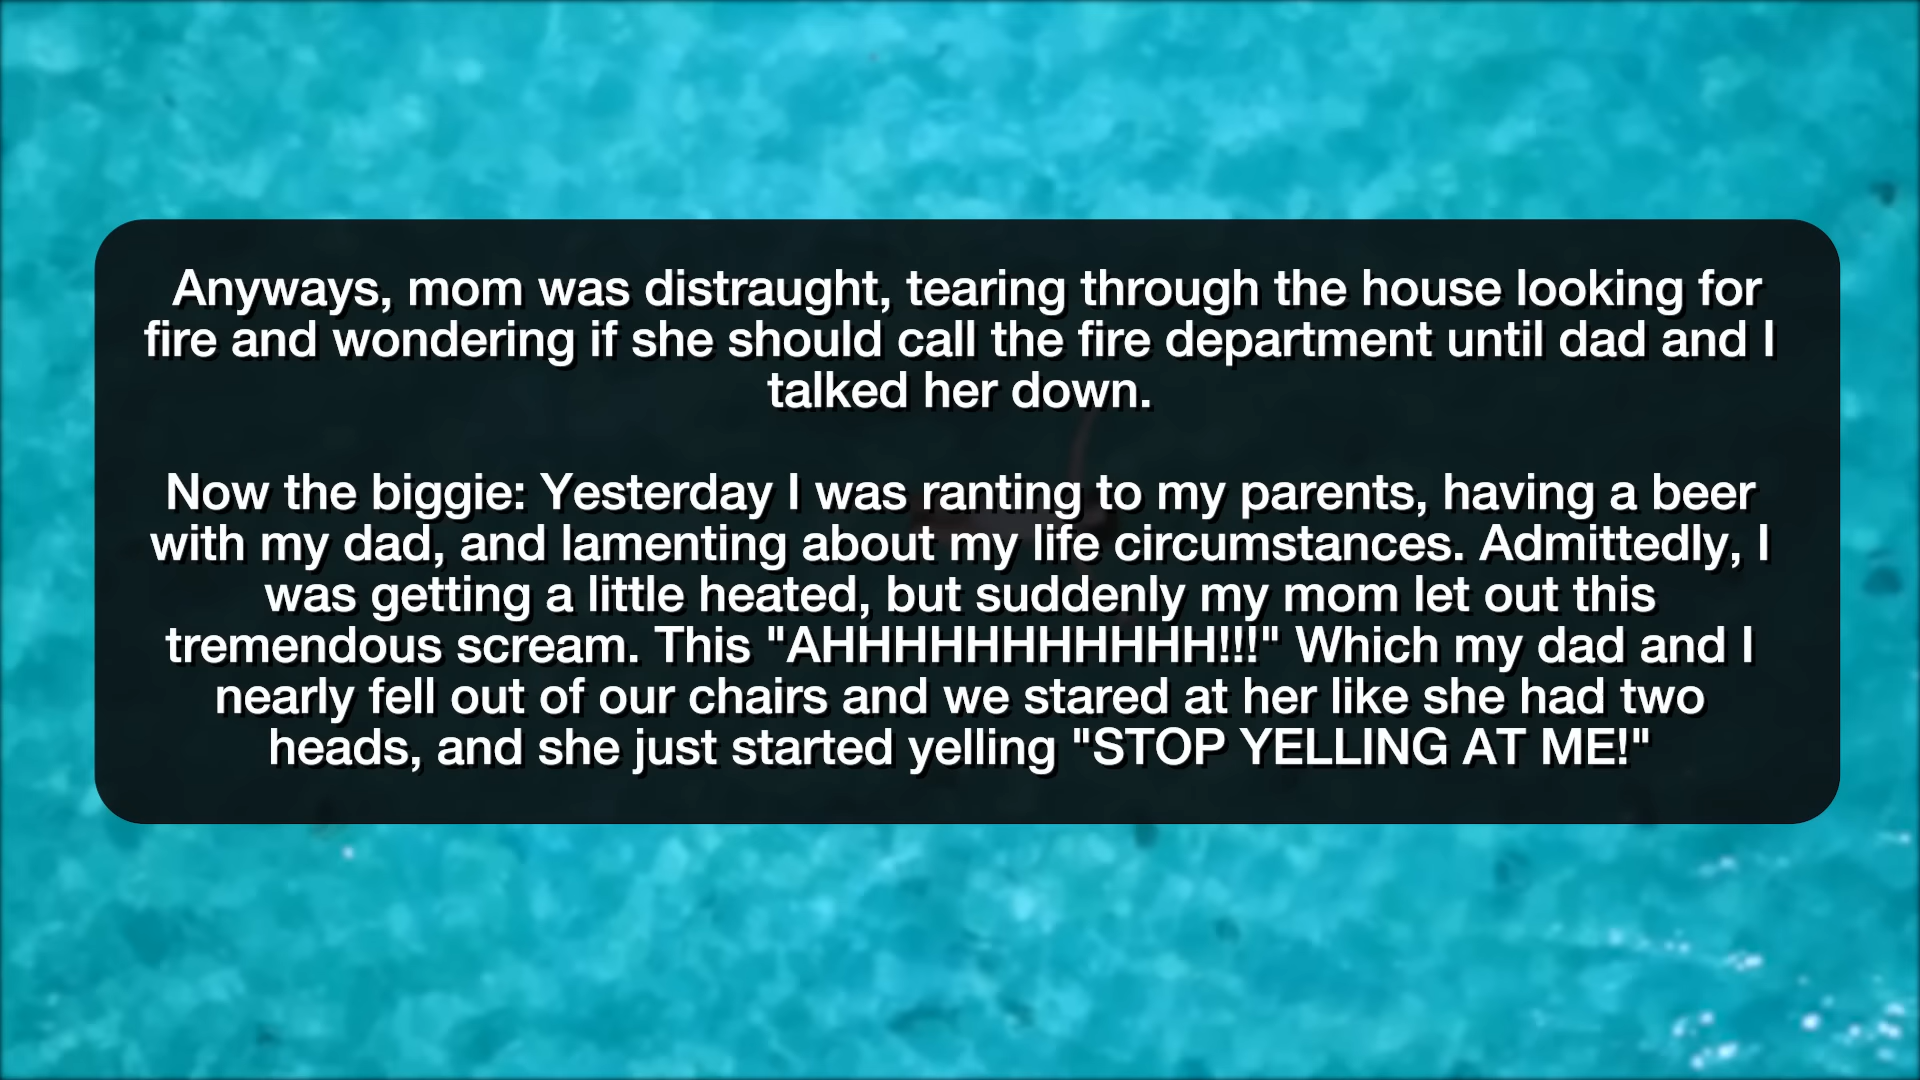 Anyways, mom was distraught, tearing through the house looking for
fire and wondering if she should call the fire department until dad and I
talked her down.
Now the biggie: Yesterday I was ranting to my parents, having a beer
with my dad, and lamenting about my life circumstances. Admittedly, I
was getting a little heated, but suddenly my mom let out this
tremendous scream. This "AHHHHHHHHHHH!!!" Which my dad and I
nearly fell out of our chairs and we stared at her like she had two
heads, and she just started yelling "STOP YELLING AT ME!"